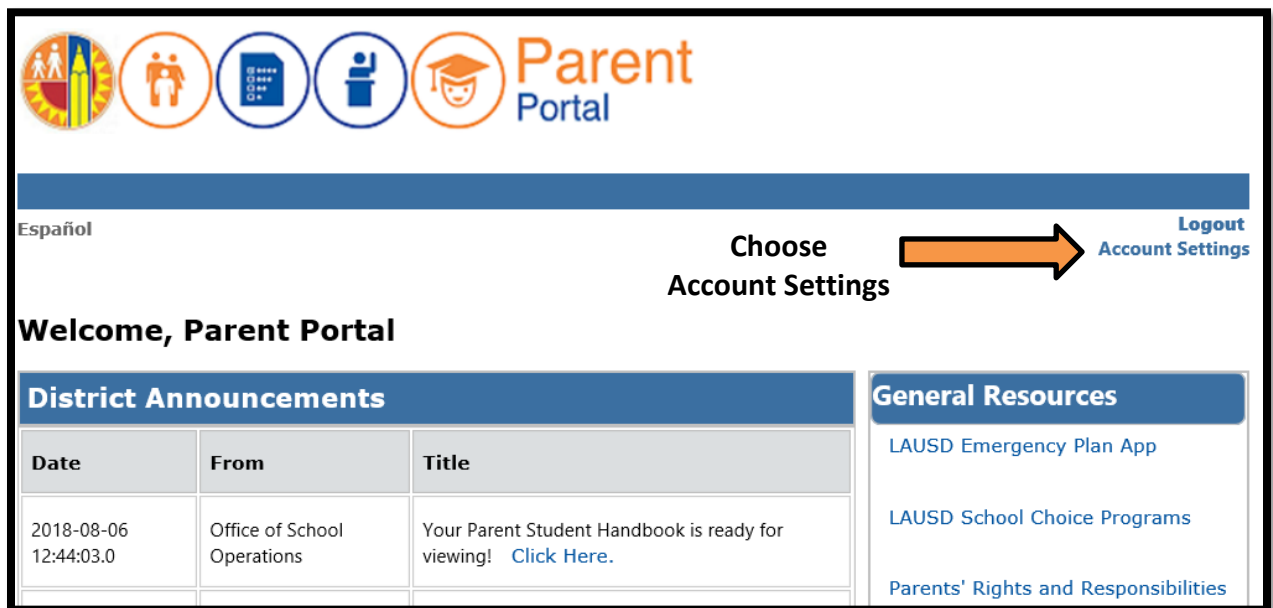 Parent
Portal
Español
Logout
Account Settings
Choose
Account Settings
Welcome, Parent Portal
District Announcements
Date From Title
2018-08-06
12:44:03.0
Office of School
Operations
Your Parent Student Handbook is ready for
viewing! Click Here.
General Resources
LAUSD Emergency Plan App
LAUSD School Choice Programs
Parents' Rights and Responsibilities